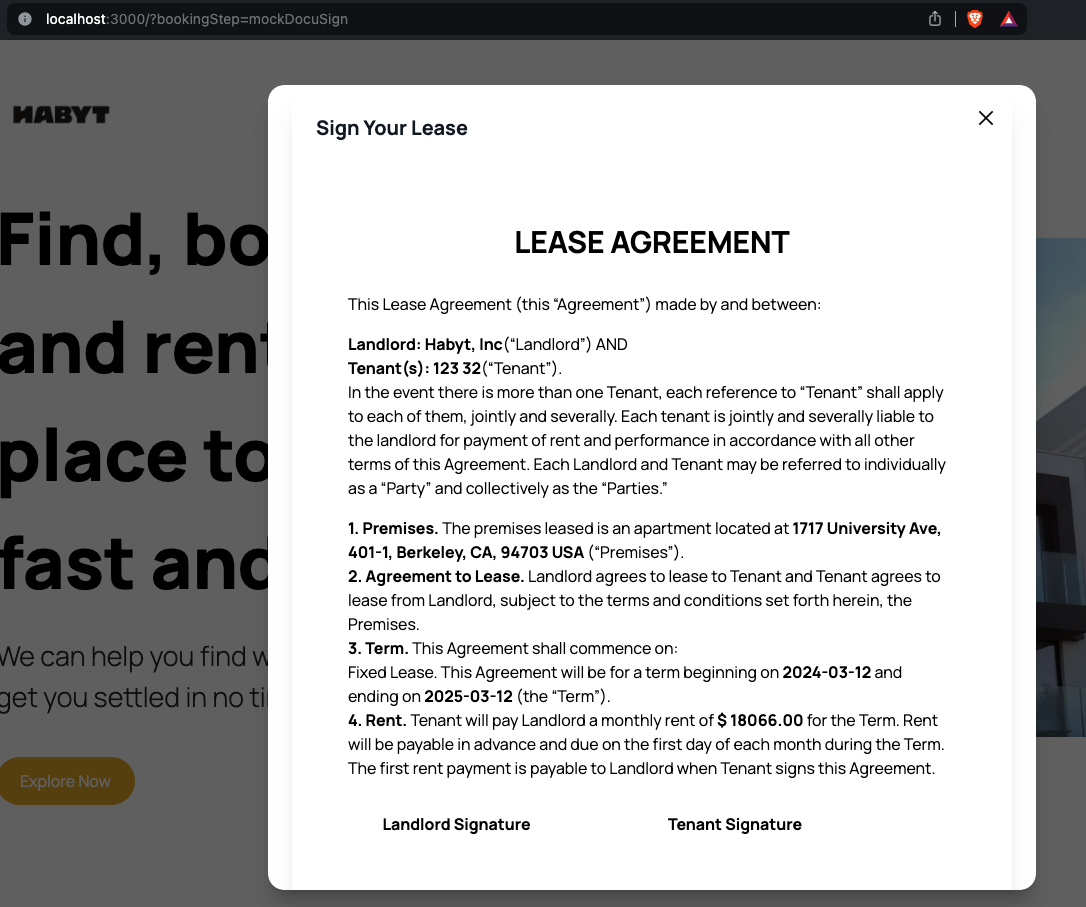 localhost:3000/?bookingStep=mockDocuSign
HABYT
Find, bo
and rent
place to
fast and
We can help you find w
get you settled in no ti
Explore Now
Sign Your Lease
LEASE AGREEMENT
This Lease Agreement (this “Agreement”) made by and between:
Landlord: Habyt, Inc(“Landlord”) AND
Tenant(s): 123 32(“Tenant”).
In the event there is more than one Tenant, each reference to “Tenant” shall apply
to each of them, jointly and severally. Each tenant is jointly and severally liable to
the landlord for payment of rent and performance in accordance with all other
terms of this Agreement. Each Landlord and Tenant may be referred to individually
as a “Party” and collectively as the “Parties.”
1. Premises. The premises leased is an apartment located at 1717 University Ave,
401-1, Berkeley, CA, 94703 USA (“Premises”).
2. Agreement to Lease. Landlord agrees to lease to Tenant and Tenant agrees to
lease from Landlord, subject to the terms and conditions set forth herein, the
Premises.
3. Term. This Agreement shall commence on:
Fixed Lease. This Agreement will be for a term beginning on 2024-03-12 and
ending on 2025-03-12 (the “Term”).
4. Rent. Tenant will pay Landlord a monthly rent of $ 18066.00 for the Term. Rent
will be payable in advance and due on the first day of each month during the Term.
The first rent payment is payable to Landlord when Tenant signs this Agreement.
Landlord Signature
Tenant Signature